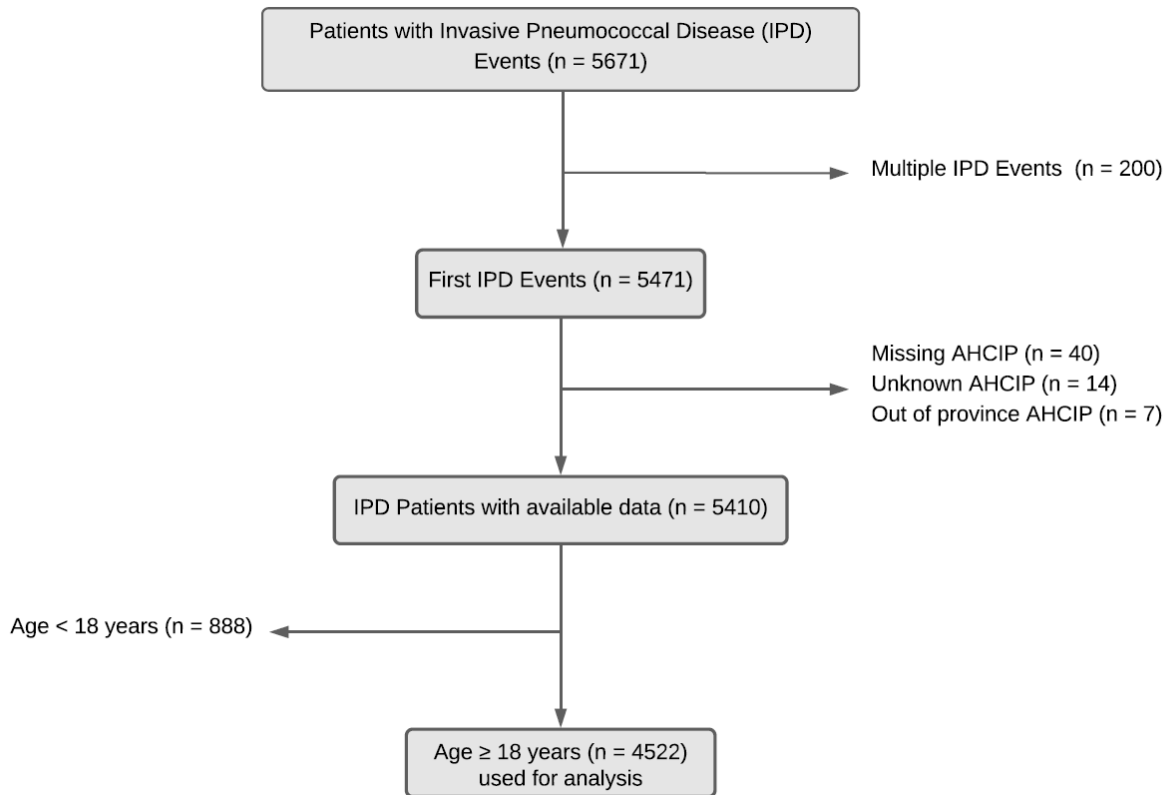 Patients with Invasive Pneumococcal Disease (IPD)
Events (n = 5671)
Multiple IPD Events (n = 200)
First IPD Events (n = 5471)
Missing AHCIP (n = 40)
Unknown AHCIP (n = 14)
Out of province AHCIP (n = 7)
IPD Patients with available data (n = 5410)
Age < 18 years (n = 888)
Age ≥ 18 years (n = 4522)
used for analysis